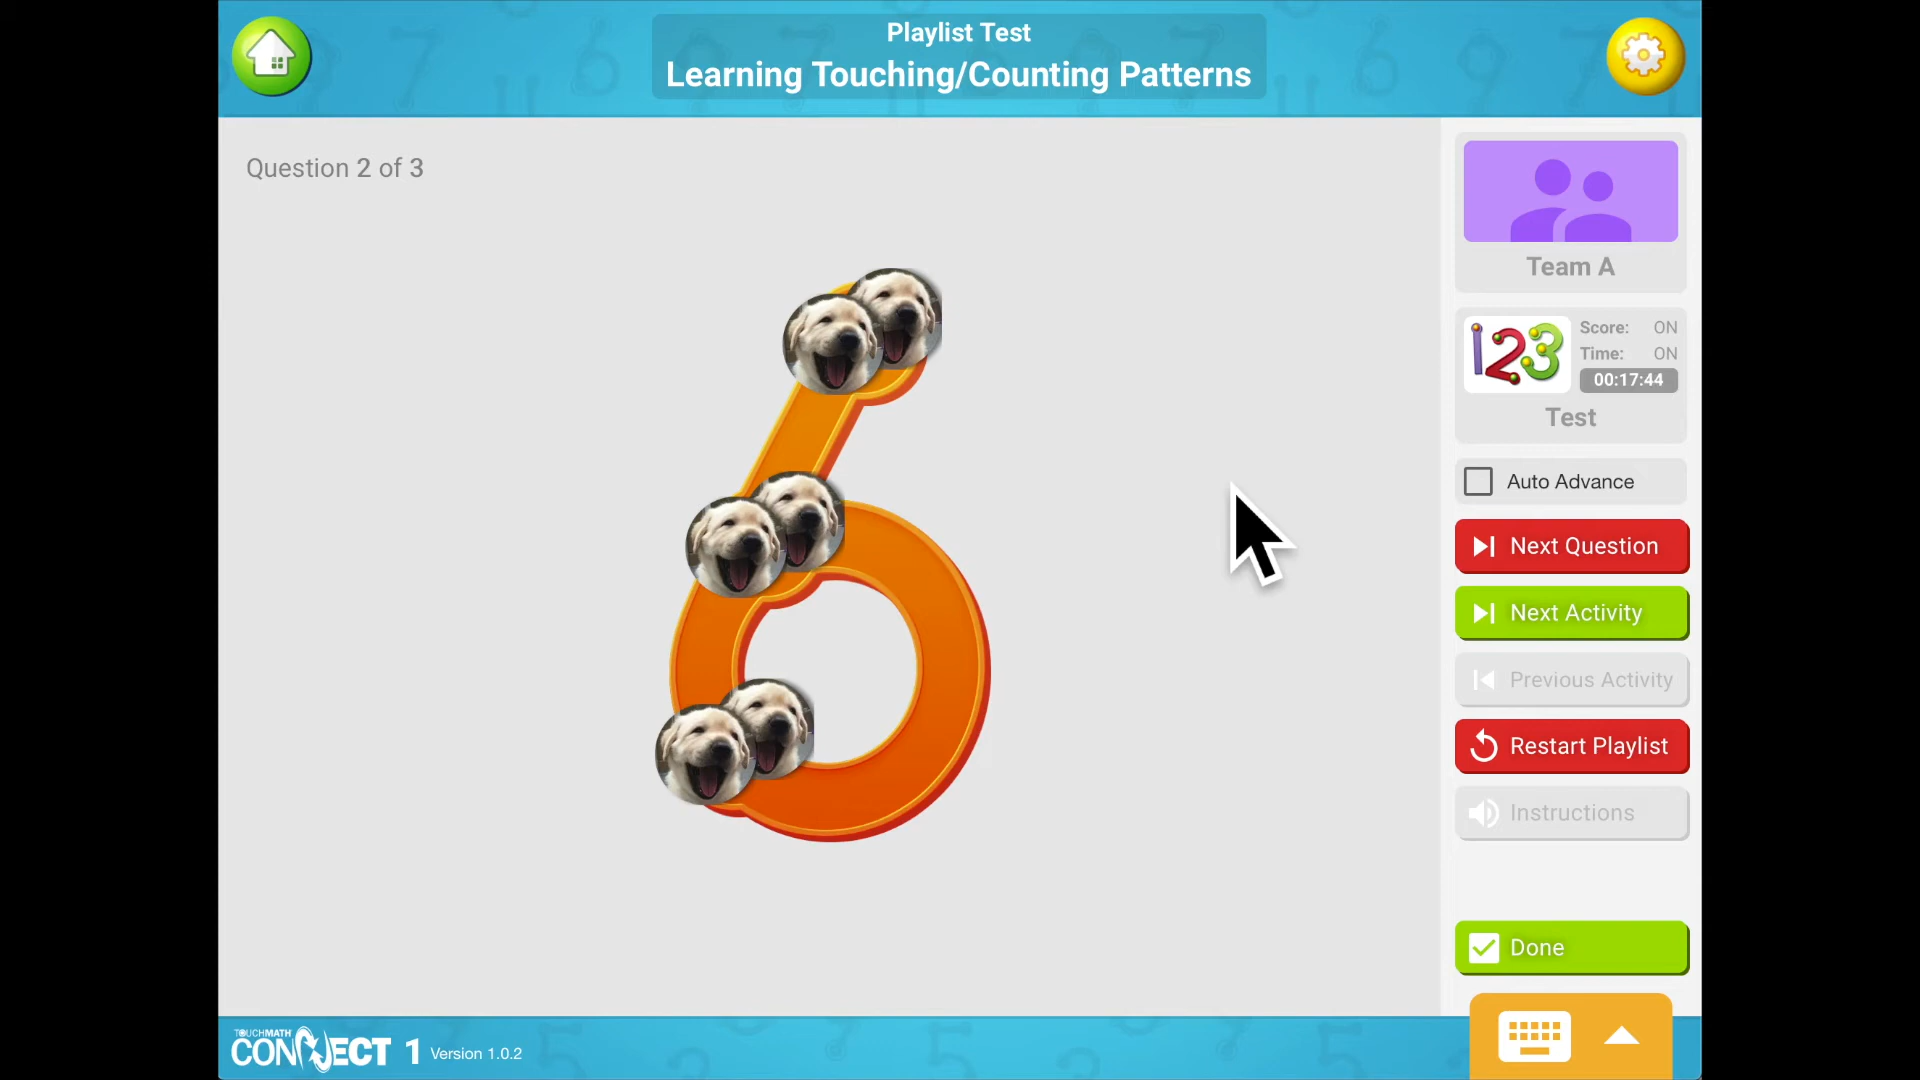 Playlist Test
Learning Touching/Counting Patterns
Question 2 of 3
6
Team A
123
Score: ON
Time: ON
00:17:44
Test
Auto Advance
Next Question
Next Activity
Previous Activity
Restart Playlist
Instructions
Done
TOUCHMATH
CONNECT 1 Version 1.0.2